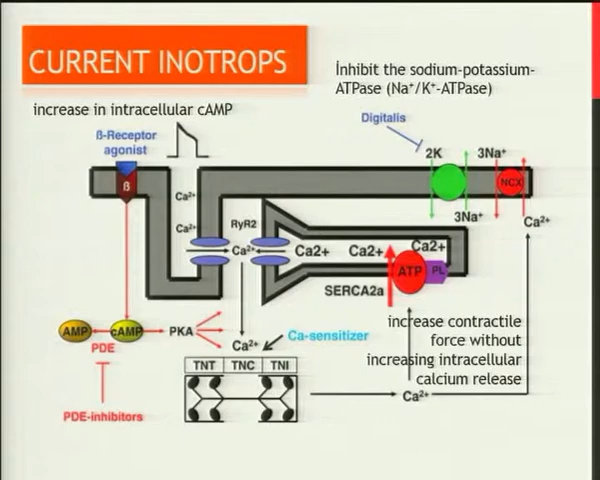 CURRENT INOTROPS
İnhibit the sodium-potassium-
ATPase (Na⁺/K⁺-ATPase)
increase in intracellular cAMP
Digitalis
ß-Receptor
agonist
2K
3Na⁺
ß
NCX
Ca²⁺
3Na⁺
Ca²⁺
Ca²⁺
RyR2
Ca²⁺
Ca2+
Ca2+
Ca2+
ATP
PL
SERCA2a
AMP
cAMP
PKA
PDE
Ca-sensitizer
Ca²⁺
increase contractile
force without
increasing intracellular
calcium release
TNT
TNC
TNI
Ca²⁺
PDE-inhibitors